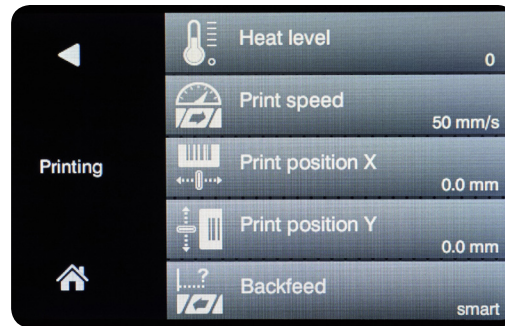 Printing
Heat level
0
Print speed
50 mm/s
Print position X
0.0 mm
Print position Y
0.0 mm
Backfeed
smart